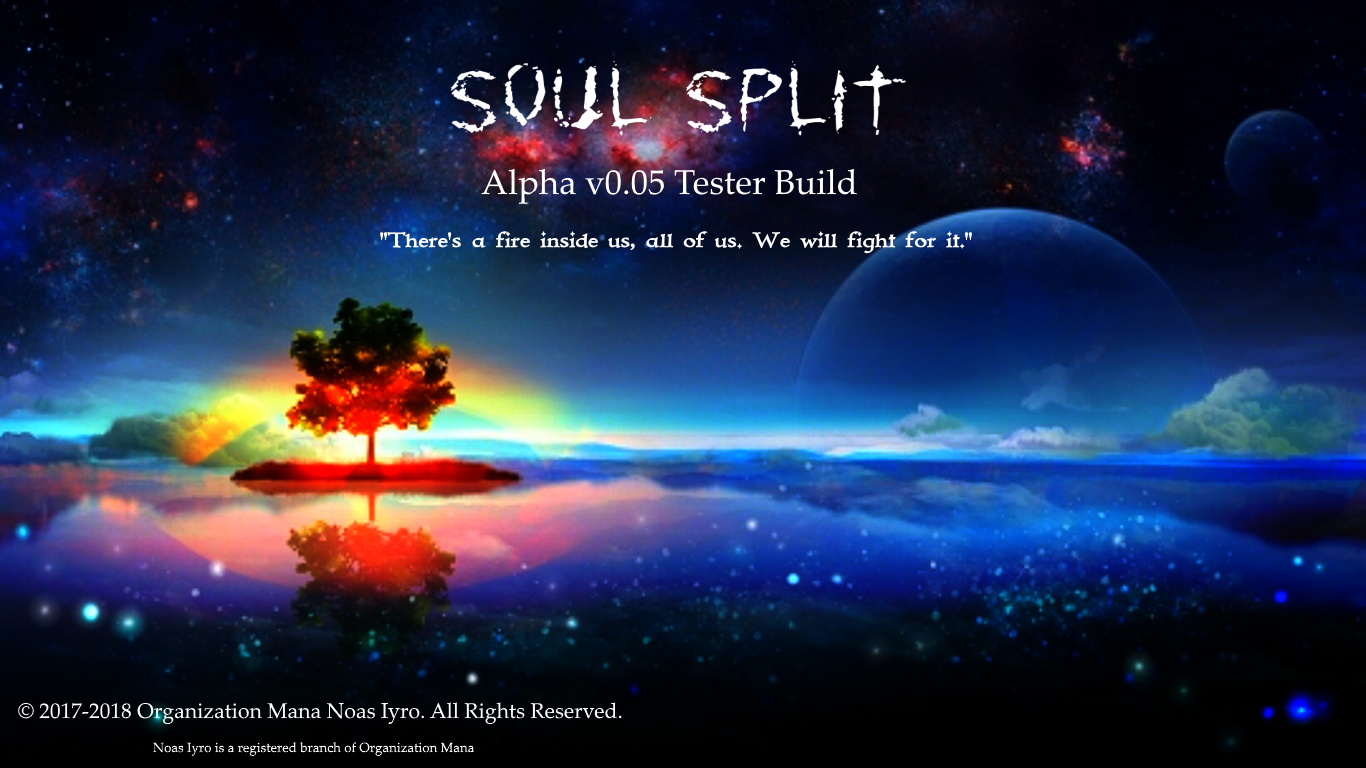 SOUL SPLIT
Alpha v0.05 Tester Build
"There's a fire inside us, all of us. We will fight for it."
© 2017-2018 Organization Mana Noas Iyro. All Rights Reserved.
Noas Iyro is a registered branch of Organization Mana